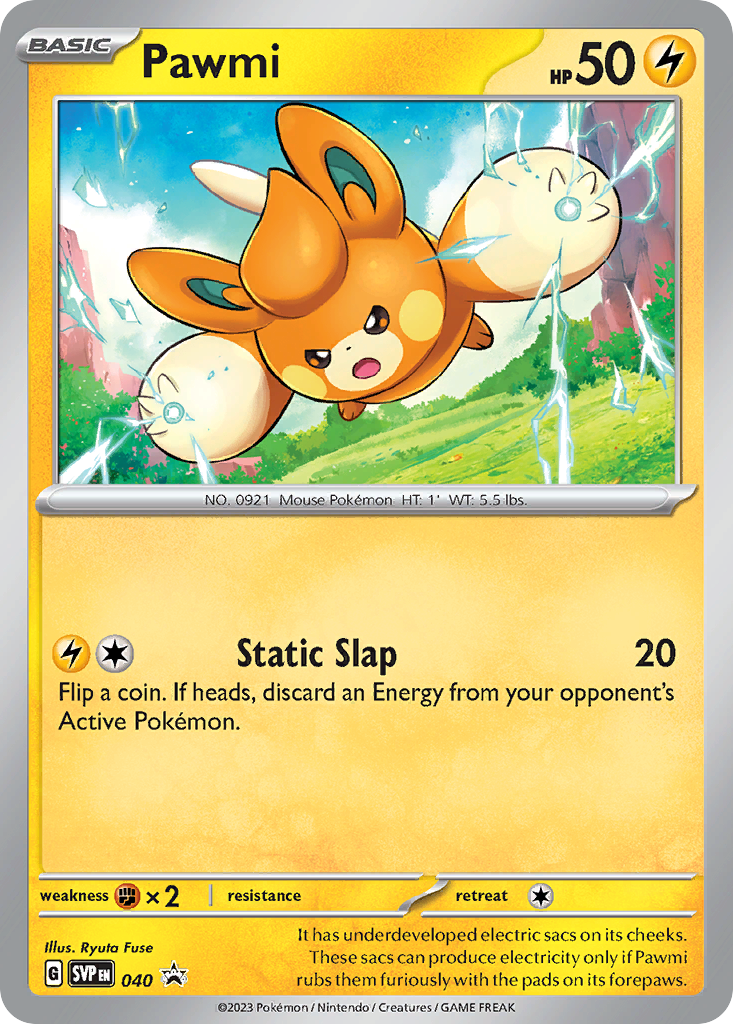 BASIC
Pawmi
HP 50
NO. 0921 Mouse Pokémon HT: 1' WT: 5.5 lbs.
Static Slap 20
Flip a coin. If heads, discard an Energy from your opponent's
Active Pokémon.
weakness ×2 resistance retreat
Illus. Ryuta Fuse
G SVP EN 040
It has underdeveloped electric sacs on its cheeks.
These sacs can produce electricity only if Pawmi
rubs them furiously with the pads on its forepaws.
©2023 Pokémon / Nintendo / Creatures / GAME FREAK